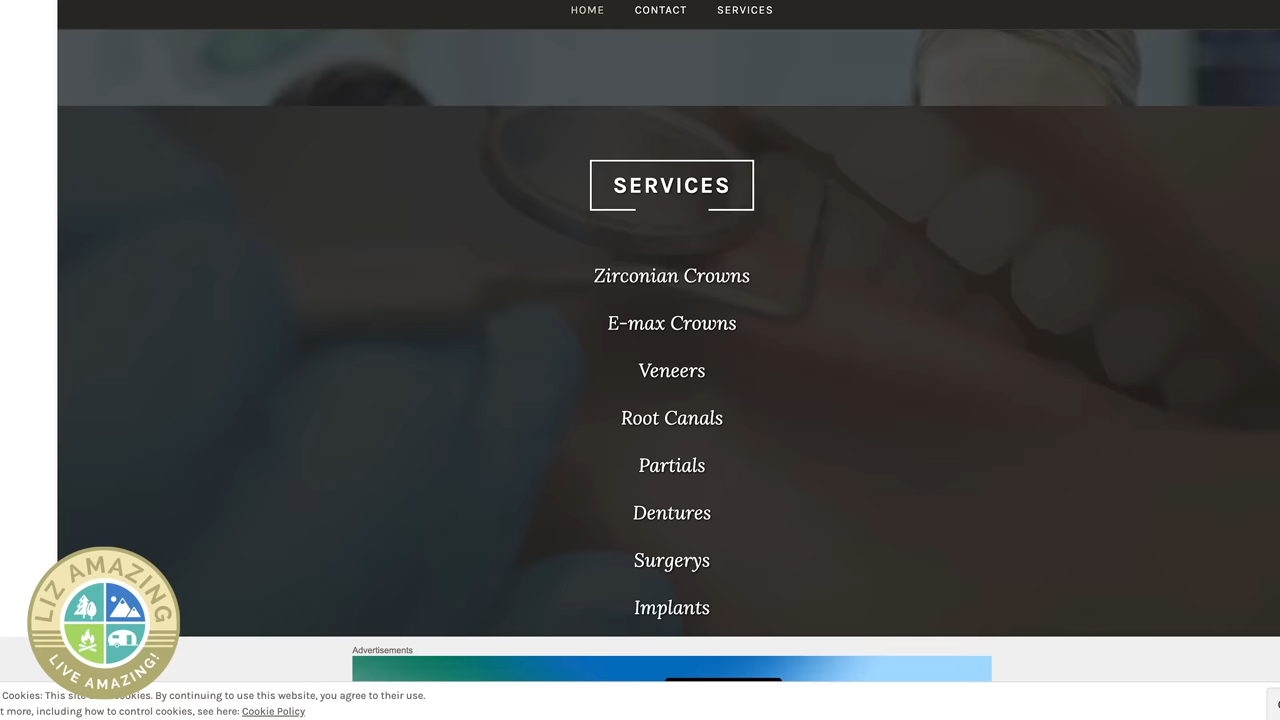 HOME CONTACT SERVICES
SERVICES
Zirconian Crowns
E-max Crowns
Veneers
Root Canals
Partials
Dentures
Surgerys
Implants
LIZ AMAZING
LIVE AMAZING!
Advertisements
Cookies: This cookies. By continuing to use this website, you agree to their use.
more, including how to control cookies, see here: Cookie Policy